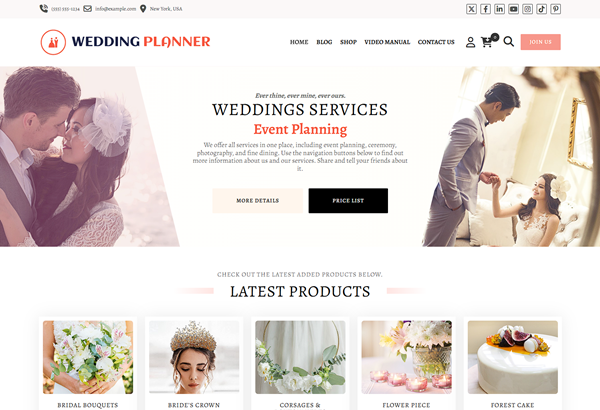 (212) 555-1234 info@example.com New York, USA
WEDDING PLANNER
HOME BLOG SHOP VIDEO MANUAL CONTACT US 0 JOIN US
Ever thine, ever mine, ever ours.
WEDDINGS SERVICES
Event Planning
We offer all services in one place, including event planning, ceremony,
photography, and fine dining. Use the navigation buttons below to find out
more information about us and our services. Share and tell your friends about
it.
MORE DETAILS PRICE LIST
CHECK OUT THE LATEST ADDED PRODUCTS BELOW.
LATEST PRODUCTS
BRIDAL BOUQUETS BRIDE'S CROWN CORSAGES & FLOWER PIECE FOREST CAKE